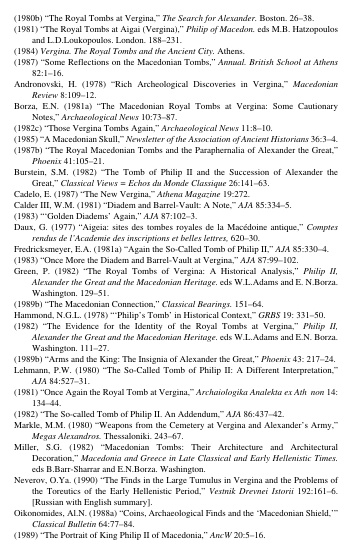 (1980b) “The Royal Tombs at Vergina,” The Search for Alexander. Boston. 26–38.
(1981) “The Royal Tombs at Aigai (Vergina),” Philip of Macedon. eds M.B. Hatzopoulos
and L.D.Loukopoulos. London. 188–231.
(1984) Vergina. The Royal Tombs and the Ancient City. Athens.
(1987) “Some Reflections on the Macedonian Tombs,” Annual. British School at Athens
82:1–16.
Andronovski, H. (1978) “Rich Archeological Discoveries in Vergina,” Macedonian
Review 8:109–12.
Borza, E.N. (1981a) “The Macedonian Royal Tombs at Vergina: Some Cautionary
Notes,” Archaeological News 10:73–87.
(1982c) “Those Vergina Tombs Again,” Archaeological News 11:8–10.
(1985) “A Macedonian Skull,” Newsletter of the Association of Ancient Historians 36:3–4.
(1987b) “The Royal Macedonian Tombs and the Paraphernalia of Alexander the Great,”
Phoenix 41:105–21.
Burstein, S.M. (1982) “The Tomb of Philip II and the Succession of Alexander the
Great,” Classical Views = Echos du Monde Classique 26:141–63.
Cadelo, E. (1987) “The New Vergina,” Athena Magazine 19:272.
Calder III, W.M. (1981) “Diadem and Barrel-Vault: A Note,” AJA 85:334–5.
(1983) “‘Golden Diadems’ Again,” AJA 87:102–3.
Daux, G. (1977) “Aigeia: sites des tombes royales de la Macédoine antique,” Comptes
rendus de l’Academie des inscriptions et belles lettres, 620–30.
Fredricksmeyer, E.A. (1981a) “Again the So-Called Tomb of Philip II,” AJA 85:330–4.
(1983) “Once More the Diadem and Barrel-Vault at Vergina,” AJA 87:99–102.
Green, P. (1982) “The Royal Tombs of Vergina: A Historical Analysis,” Philip II,
Alexander the Great and the Macedonian Heritage. eds W.L.Adams and E. N.Borza.
Washington. 129–51.
(1989b) “The Macedonian Connection,” Classical Bearings. 151–64.
Hammond, N.G.L. (1978) “‘Philip’s Tomb’ in Historical Context,” GRBS 19: 331–50.
(1982) “The Evidence for the Identity of the Royal Tombs at Vergina,” Philip II,
Alexander the Great and the Macedonian Heritage. eds W.L.Adams and E.N. Borza.
Washington. 111–27.
(1989b) “Arms and the King: The Insignia of Alexander the Great,” Phoenix 43: 217–24.
Lehmann, P.W. (1980) “The So-Called Tomb of Philip II: A Different Interpretation,”
AJA 84:527–31.
(1981) “Once Again the Royal Tomb at Vergina,” Archaiologika Analekta ex Ath non 14:
134–44.
(1982) “The So-called Tomb of Philip II. An Addendum,” AJA 86:437–42.
Markle, M.M. (1980) “Weapons from the Cemetery at Vergina and Alexander’s Army,”
Megas Alexandros. Thessaloniki. 243–67.
Miller, S.G. (1982) “Macedonian Tombs: Their Architecture and Architectural
Decoration,” Macedonia and Greece in Late Classical and Early Hellenistic Times.
eds B.Barr-Sharrar and E.N.Borza. Washington.
Neverov, O.Ya. (1990) “The Finds in the Large Tumulus in Vergina and the Problems of
the Toreutics of the Early Hellenistic Period,” Vestnik Drevnei Istorii 192:161–6.
[Russian with English summary].
Oikonomides, Al.N. (1988a) “Coins, Archaeological Finds and the ‘Macedonian Shield,’”
Classical Bulletin 64:77–84.
(1989) “The Portrait of King Philip II of Macedonia,” AncW 20:5–16.